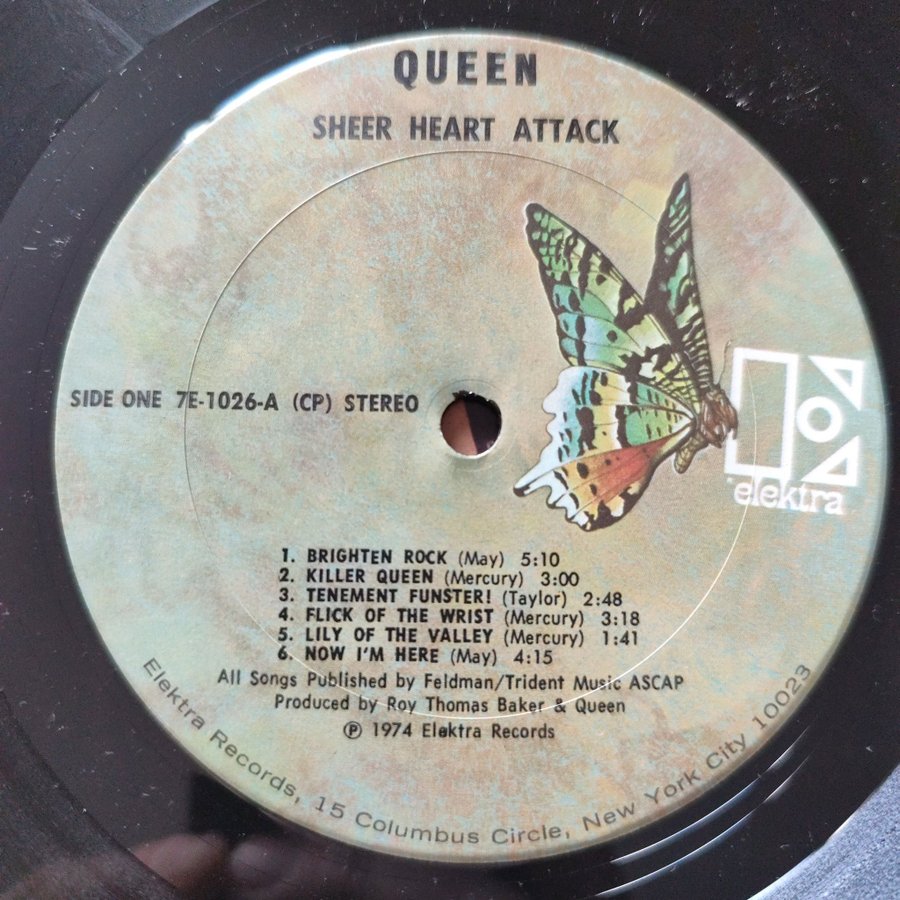 QUEEN
SHEER HEART ATTACK
SIDE ONE 7E-1026-A (CP) STEREO
elektra
1. BRIGHTEN ROCK (May) 5:10
2. KILLER QUEEN (Mercury) 3:00
3. TENEMENT FUNSTER! (Taylor) 2:48
4. FLICK OF THE WRIST (Mercury) 3:18
5. LILY OF THE VALLEY (Mercury) 1:41
6. NOW I'M HERE (May) 4:15
All Songs Published by Feldman/Trident Music ASCAP
Produced by Roy Thomas Baker & Queen
℗ 1974 Elektra Records
Elektra Records, 15 Columbus Circle, New York City 10023